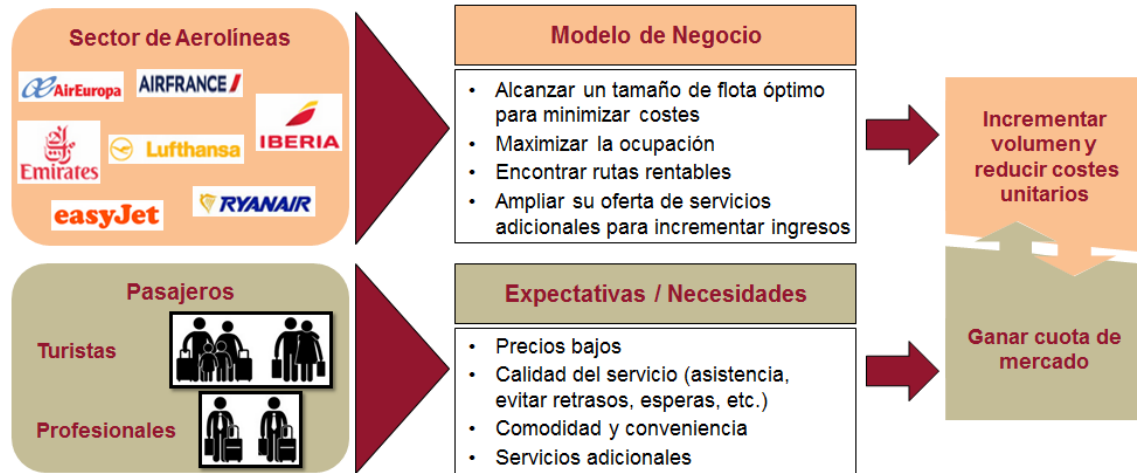 Sector de Aerolíneas
AirEuropa
AIRFRANCE
IBERIA
Emirates
Lufthansa
easyJet
RYANAIR
Modelo de Negocio
• Alcanzar un tamaño de flota óptimo
para minimizar costes
• Maximizar la ocupación
• Encontrar rutas rentables
• Ampliar su oferta de servicios
adicionales para incrementar ingresos
Incrementar
volumen y
reducir costes
unitarios
Pasajeros
Turistas
Profesionales
Expectativas / Necesidades
• Precios bajos
• Calidad del servicio (asistencia,
evitar retrasos, esperas, etc.)
• Comodidad y conveniencia
• Servicios adicionales
Ganar cuota de
mercado